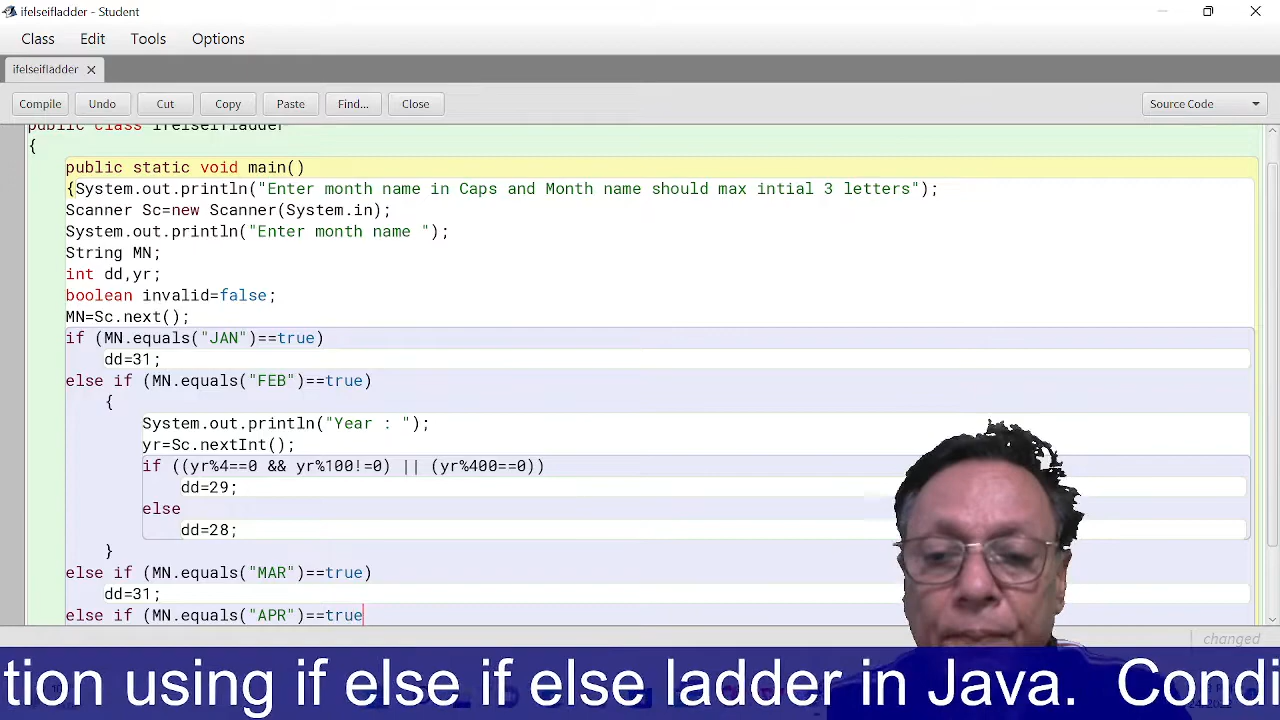 ifelseifladder - Student
Class Edit Tools Options
ifelseifladder
Compile Undo Cut Copy Paste Find... Close Source Code
public class ifelseifladder
{
public static void main()
{System.out.println("Enter month name in Caps and Month name should max intial 3 letters");
Scanner Sc=new Scanner(System.in);
System.out.println("Enter month name ");
String MN;
int dd,yr;
boolean invalid=false;
MN=Sc.next();
if (MN.equals("JAN")==true)
dd=31;
else if (MN.equals("FEB")==true)
{
System.out.println("Year : ");
yr=Sc.nextInt();
if ((yr%4==0 && yr%100!=0) || (yr%400==0))
dd=29;
else
dd=28;
}
else if (MN.equals("MAR")==true)
dd=31;
else if (MN.equals("APR")==true
changed
tion using if else if else ladder in Java. Condi